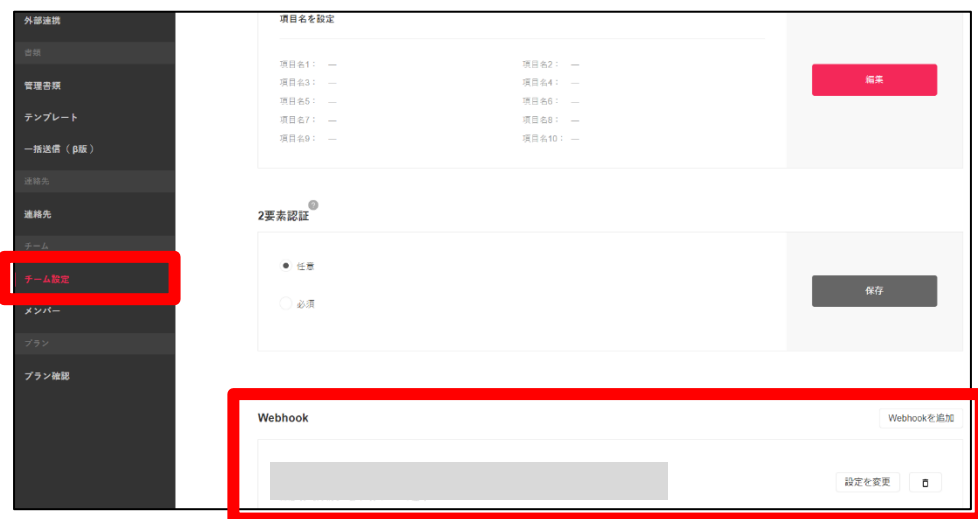 外部連携
書類
管理書類
テンプレート
一括送信（β版）
連絡先
連絡先
チーム
チーム設定
メンバー
プラン
プラン確認
項目名を設定
項目名1： —
項目名2： —
項目名3： —
項目名4： —
項目名5： —
項目名6： —
項目名7： —
項目名8： —
項目名9： —
項目名10： —
編集
2要素認証 ?
任意
必須
保存
Webhook
Webhookを追加
設定を変更